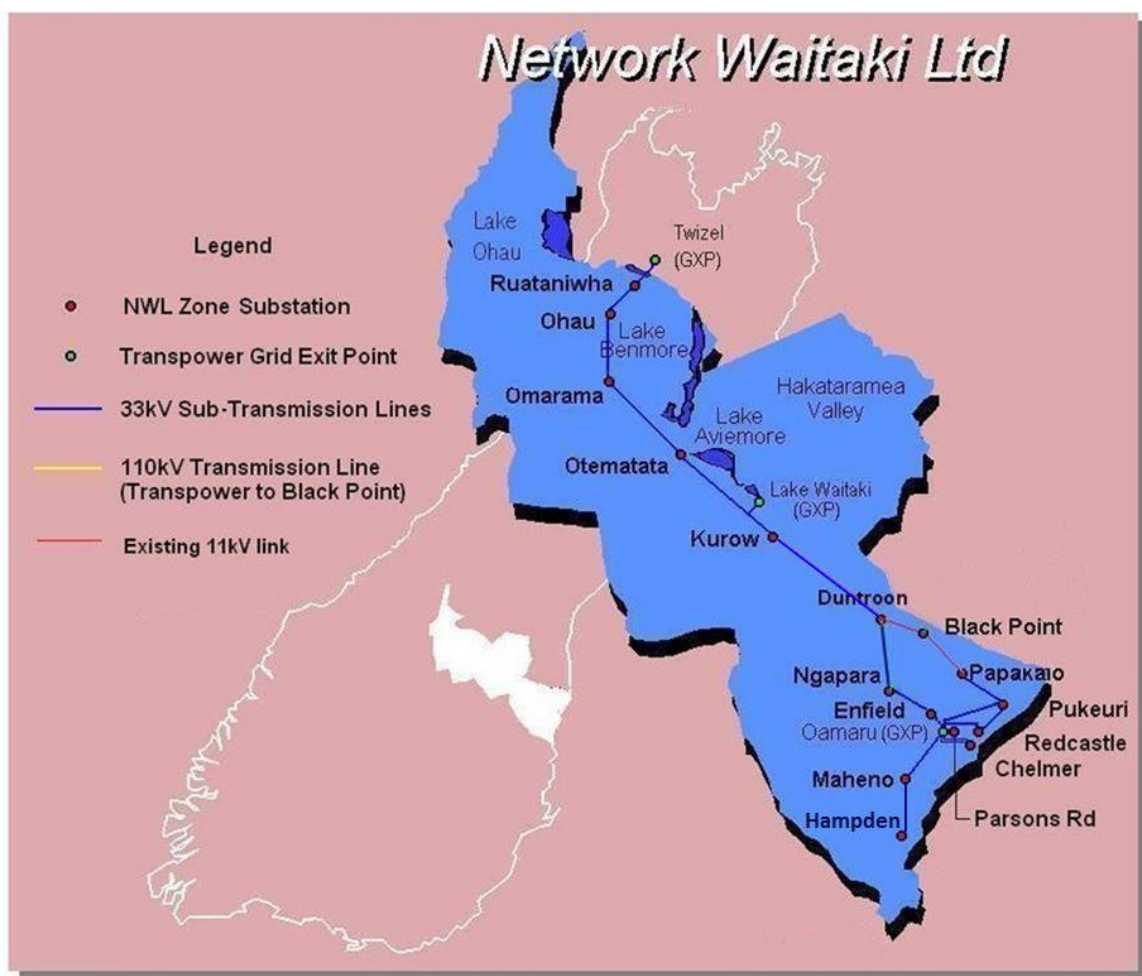 Network Waitaki Ltd
Legend
NWL Zone Substation
Transpower Grid Exit Point
33kV Sub-Transmission Lines
110kV Transmission Line
(Transpower to Black Point)
Existing 11kV link
Lake
Ohau
Twizel
(GXP)
Ruataniwha
Ohau
Lake
Benmore
Omarama
Hakataramea
Valley
Lake
Aviemore
Otematata
Lake Waitaki
(GXP)
Kurow
Duntroon
Black Point
Papakaio
Ngapara
Enfield
Pukeuri
Oamaru (GXP)
Redcastle
Chelmer
Maheno
Hampden
Parsons Rd